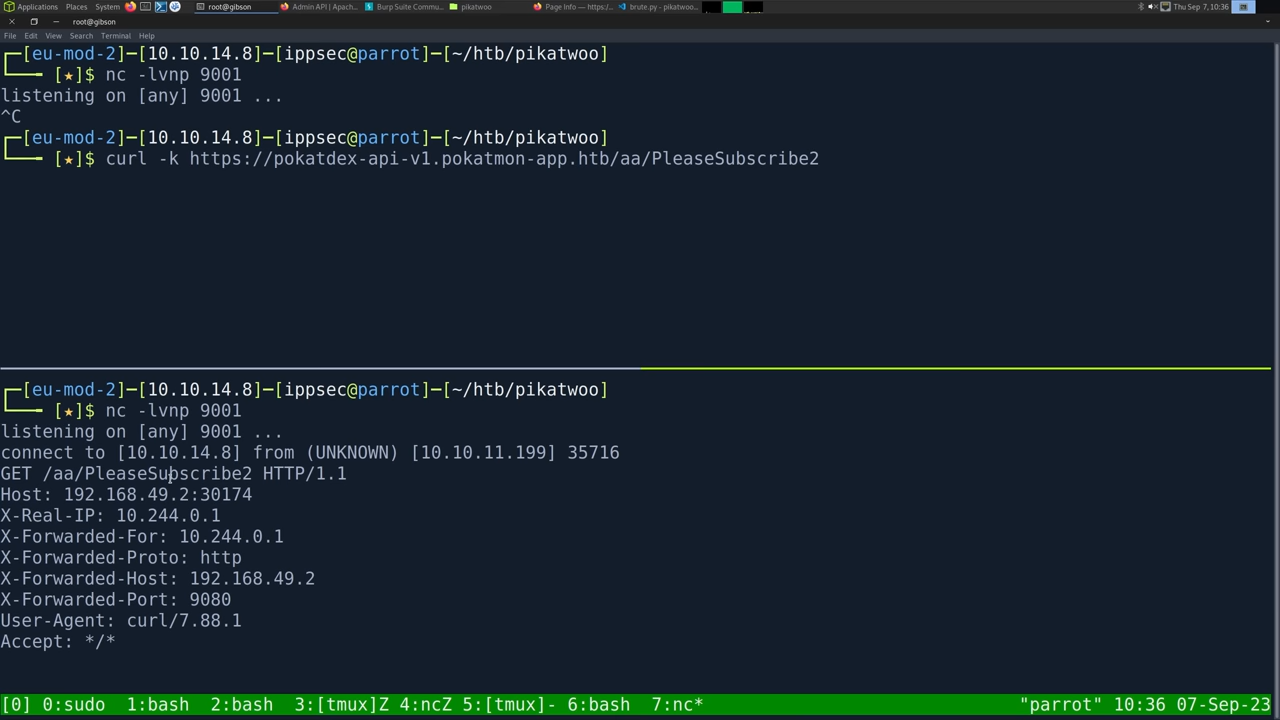 Applications Places System root@gibson Admin API | Apach... Burp Suite Commu... pikatwoo Page Info — https:/... brute.py - pikatwoo... Thu Sep 7, 10:36
root@gibson
File Edit View Search Terminal Help
┌─[eu-mod-2]─[10.10.14.8]─[ippsec@parrot]─[~/htb/pikatwoo]
└──╼ [★]$ nc -lvnp 9001
listening on [any] 9001 ...
^C
┌─[eu-mod-2]─[10.10.14.8]─[ippsec@parrot]─[~/htb/pikatwoo]
└──╼ [★]$ curl -k https://pokatdex-api-v1.pokatmon-app.htb/aa/PleaseSubscribe2
┌─[eu-mod-2]─[10.10.14.8]─[ippsec@parrot]─[~/htb/pikatwoo]
└──╼ [★]$ nc -lvnp 9001
listening on [any] 9001 ...
connect to [10.10.14.8] from (UNKNOWN) [10.10.11.199] 35716
GET /aa/PleaseSubscribe2 HTTP/1.1
Host: 192.168.49.2:30174
X-Real-IP: 10.244.0.1
X-Forwarded-For: 10.244.0.1
X-Forwarded-Proto: http
X-Forwarded-Host: 192.168.49.2
X-Forwarded-Port: 9080
User-Agent: curl/7.88.1
Accept: */*
[0] 0:sudo 1:bash 2:bash 3:[tmux]Z 4:ncZ 5:[tmux]- 6:bash 7:nc* "parrot" 10:36 07-Sep-23